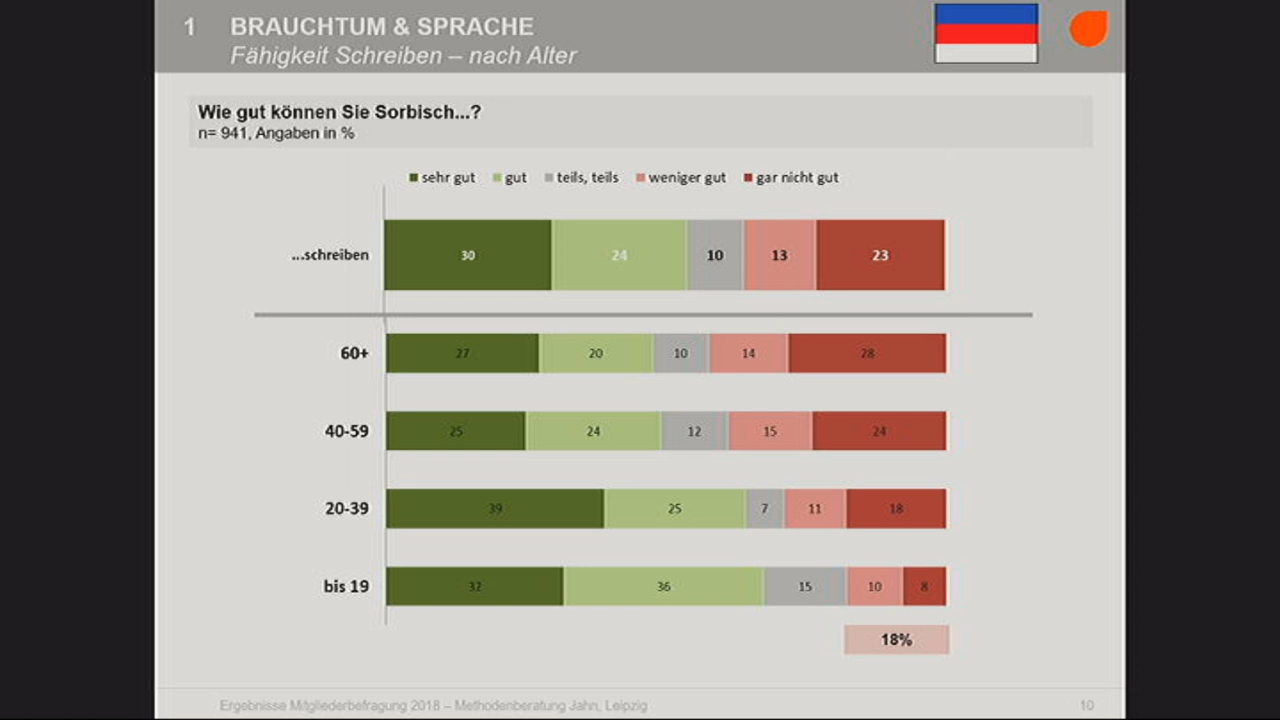 1 BRAUCHTUM & SPRACHE
Fähigkeit Schreiben – nach Alter
Wie gut können Sie Sorbisch...?
n= 941, Angaben in %
sehr gut gut teils, teils weniger gut gar nicht gut
...schreiben 30 24 10 13 23
60+ 27 20 10 14 28
40-59 25 24 12 15 24
20-39 39 25 7 11 18
bis 19 32 36 15 10 8
18%
Ergebnisse Mitgliederbefragung 2018 – Methodenberatung Jahn, Leipzig 10